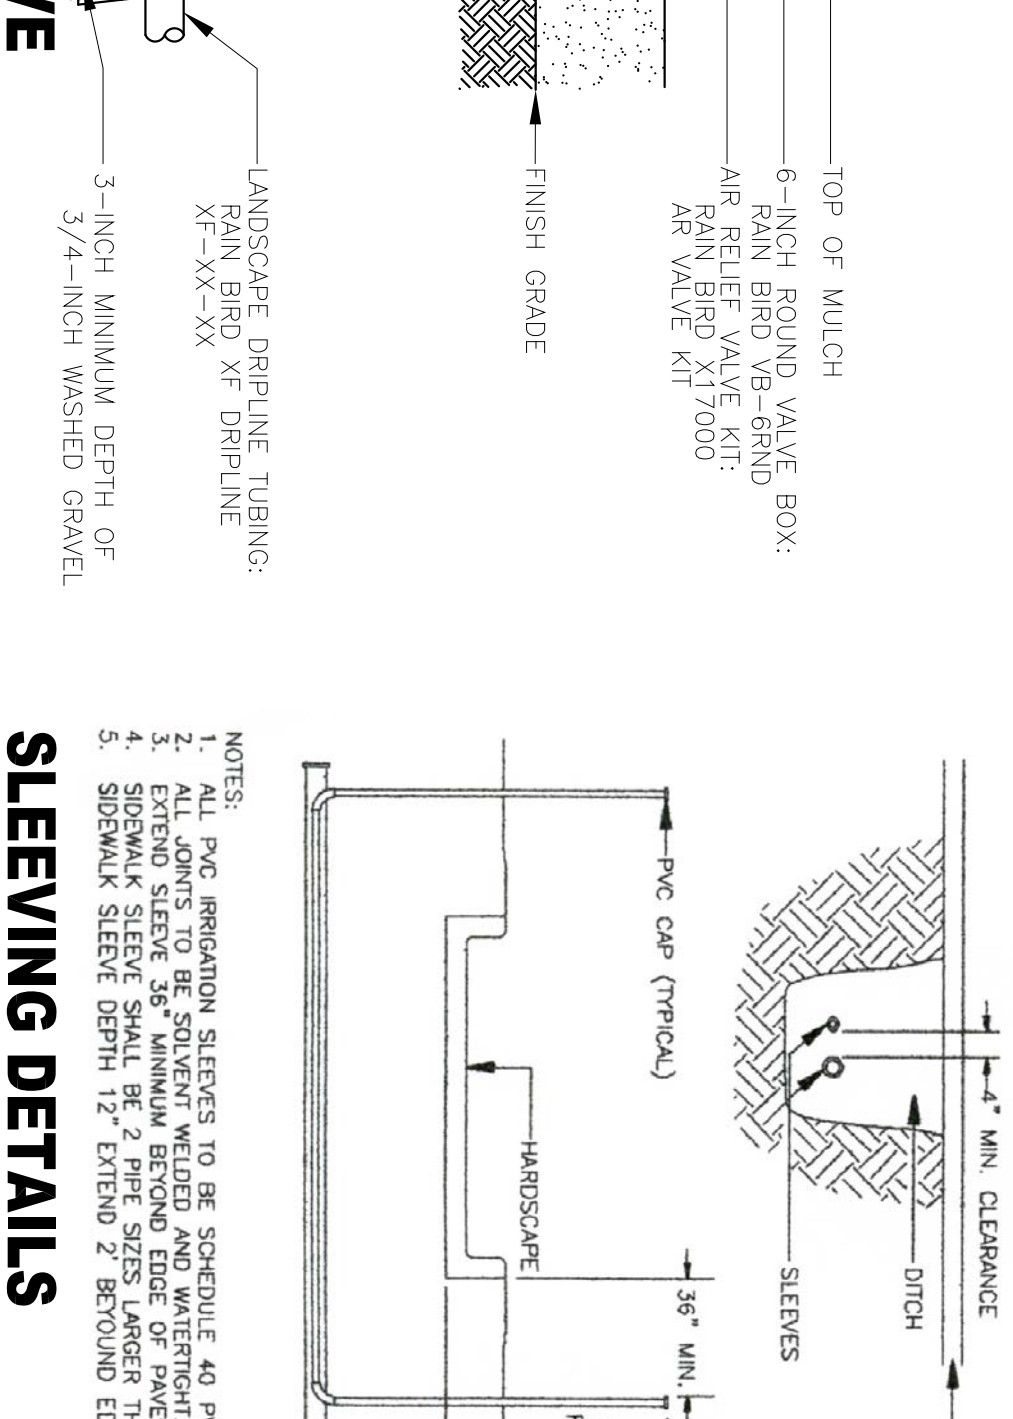 TOP OF MULCH
6-INCH ROUND VALVE BOX:
RAIN BIRD VB-6RND
AIR RELIEF VALVE KIT:
RAIN BIRD X17000
AR VALVE KIT
FINISH GRADE
LANDSCAPE DRIPLINE TUBING:
RAIN BIRD XF DRIPLINE
XF-XX-XX
3-INCH MINIMUM DEPTH OF
3/4-INCH WASHED GRAVEL
VE
4" MIN. CLEARANCE
DITCH
SLEEVES
PVC CAP (TYPICAL)
36" MIN.
HARDSCAPE
NOTES:
1. ALL PVC IRRIGATION SLEEVES TO BE SCHEDULE 40
2. ALL JOINTS TO BE SOLVENT WELDED AND WATERTIGHT.
3. EXTEND SLEEVE 36" MINIMUM BEYOND EDGE OF
4. SIDEWALK SLEEVE SHALL BE 2 PIPE SIZES LARGER
5. SIDEWALK SLEEVE DEPTH 12" EXTEND 2' BEYOUND
SLEEVING DETAILS